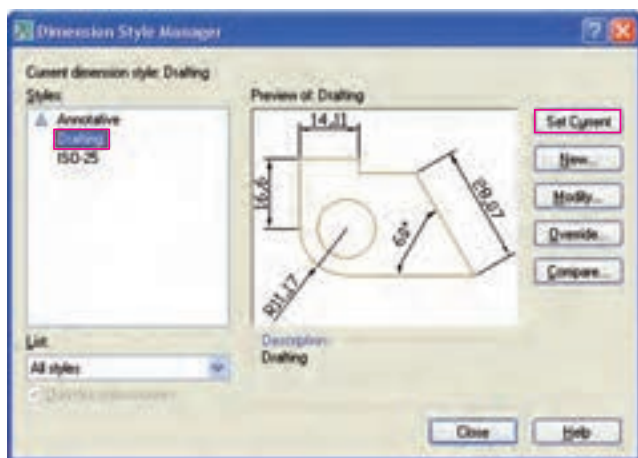 Dimension Style Manager
Current dimension style: Drafting
Styles:
Annotative
Drafting
ISO-25
List:
All styles
Preview of: Drafting
14,11
16,6
R11,17
60°
28,07
Description:
Drafting
Set Current
New...
Modify...
Override...
Compare...
Close
Help